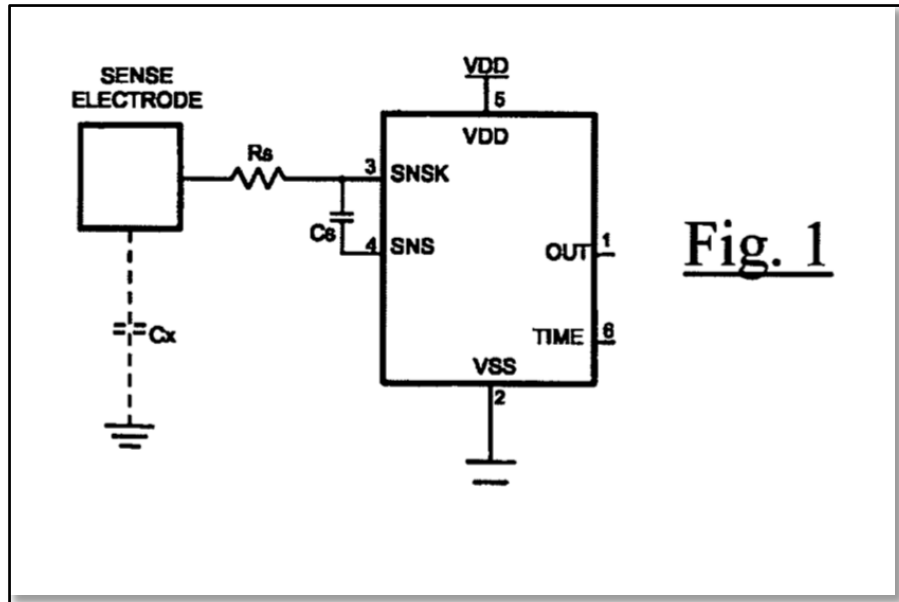 SENSE
ELECTRODE
VDD
5
VDD
Rs
3
SNSK
Cs
4
SNS
OUT
1
Fig. 1
Cx
TIME
6
VSS
2